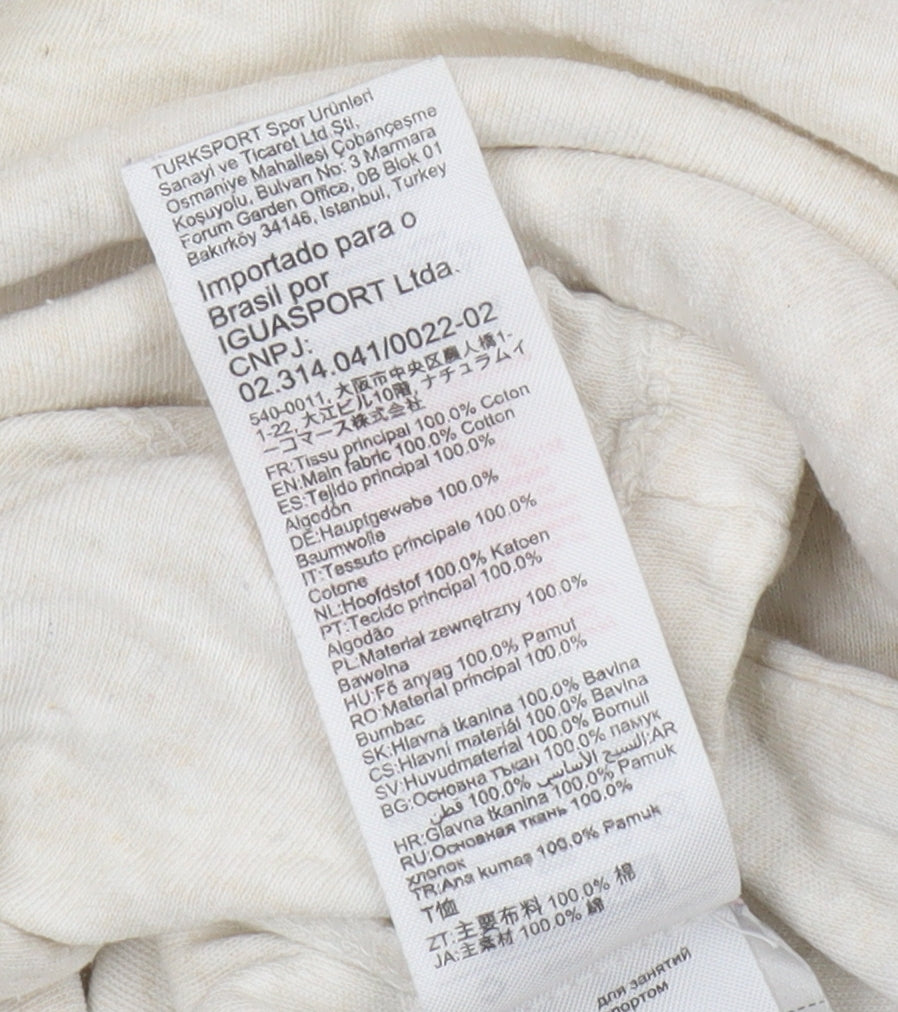 TURKSPORT Spor Ürünleri
Sanayi ve Ticaret Ltd.Şti.
Osmaniye Mahallesi Çobançeşme
Koşuyolu, Bulvarı No: 3 Marmara
Forum Garden Office, 0B Blok 01
Bakırköy 34146, Istanbul, Turkey
Importado para o
Brasil por
IGUASPORT Ltda.
CNPJ:
02.314.041/0022-02
540-0011, 大阪市中央区農人橋1-
1-22, 大江ビル10階, ナチュラムイ
ーコマース株式会社
FR:Tissu principal 100.0% Coton
EN:Main fabric 100.0% Cotton
ES:Tejido principal 100.0%
Algodón
DE:Hauptgewebe 100.0%
Baumwolle
IT:Tessuto principale 100.0%
Cotone
NL:Hoofdstof 100.0% Katoen
PT:Tecido principal 100.0%
Algodão
PL:Materiał zewnętrzny 100.0%
Bawełna
HU:Fő anyag 100.0% Pamut
RO:Material principal 100.0%
Bumbac
SK:Hlavná tkanina 100.0% Bavlna
CS:Hlavní materiál 100.0% Bavlna
SV:Huvudmaterial 100.0% Bomull
BG:Основна тъкан 100.0% памук
AR:النسيج الأساسي 100.0% قطن
HR:Glavna tkanina 100.0% Pamuk
RU:Основная ткань 100.0%
хлопок
TR:Ana kumaş 100.0% Pamuk
T恤
ZT:主要布料 100.0% 棉
JA:主素材 100.0% 綿
для занятий
спортом